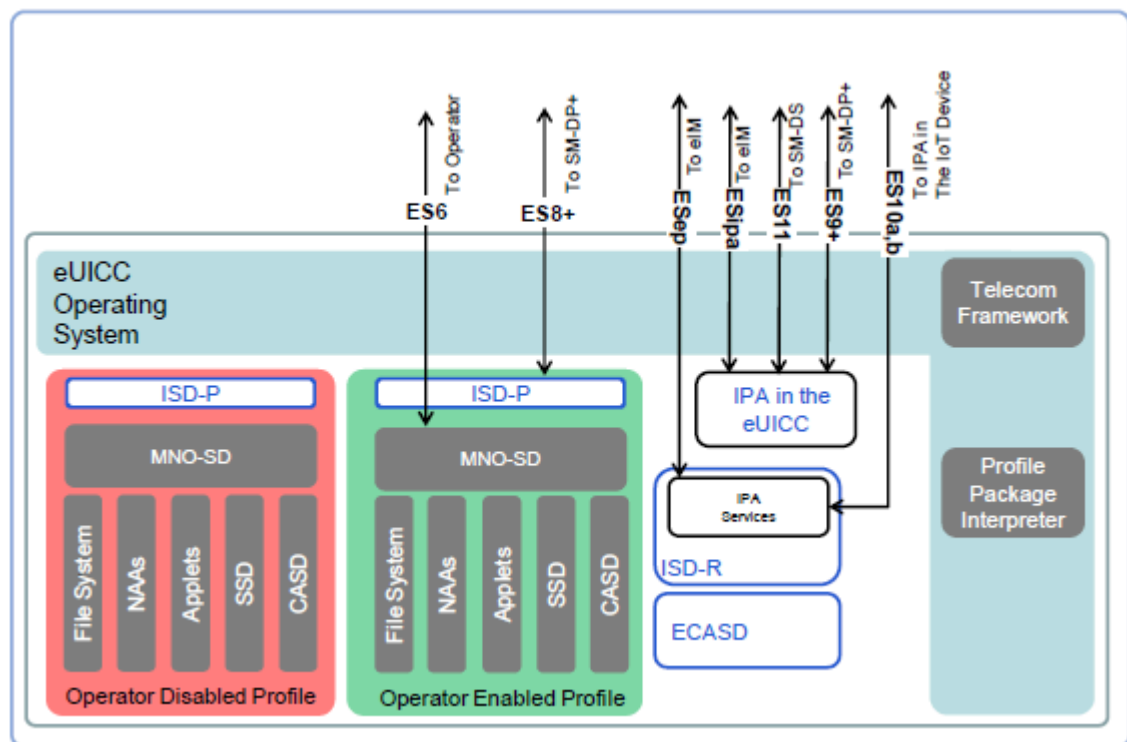 To Operator
To SM-DP+
To eIM
To eIM
To SM-DS
To SM-DP+
To IPA in
The IoT Device
ES6
ES8+
ESep
ESipa
ES11
ES9+
ES10a,b
eUICC
Operating
System
Telecom
Framework
ISD-P
MNO-SD
File System
NAAs
Applets
SSD
CASD
Operator Disabled Profile
ISD-P
MNO-SD
File System
NAAs
Applets
SSD
CASD
Operator Enabled Profile
IPA in the
eUICC
IPA
Services
ISD-R
ECASD
Profile
Package
Interpreter